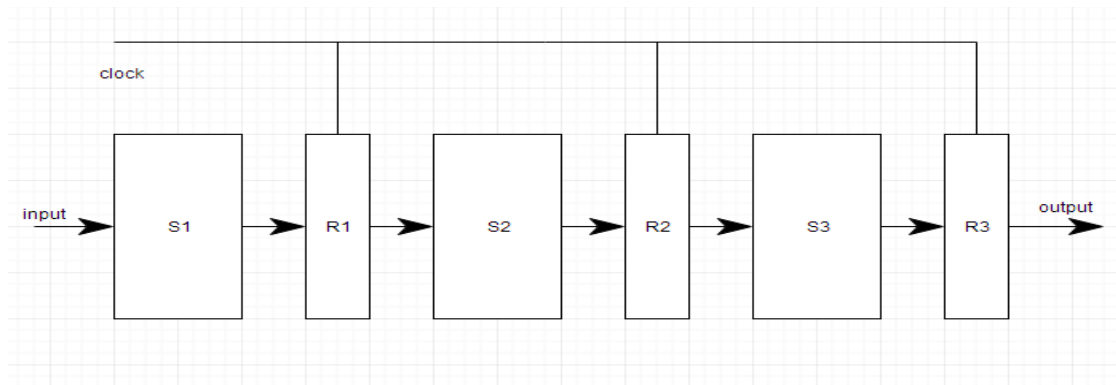 clock
input
S1
R1
S2
R2
S3
R3
output